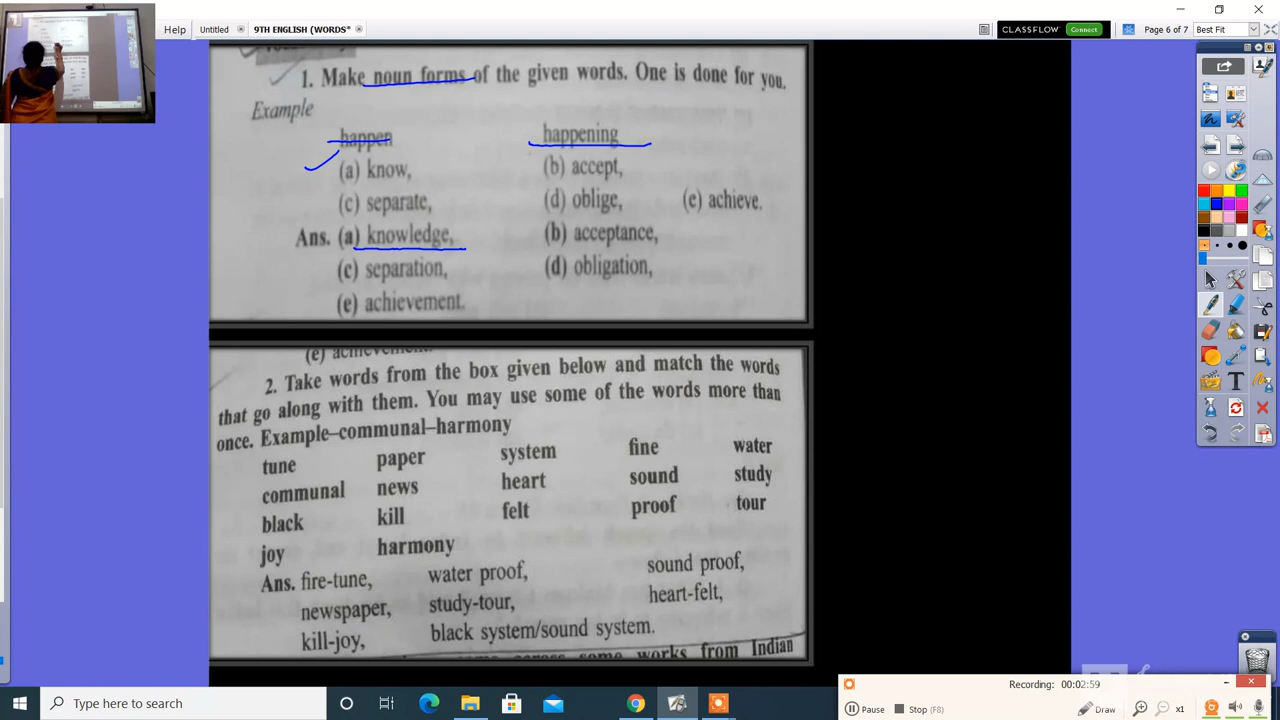 Help
Untitled
9TH ENGLISH (WORDS*
CLASSFLOW Connect
Page 6 of 7
Best Fit
1. Make noun forms of the given words. One is done for you.
Example
happen happening
(a) know, (b) accept,
(c) separate, (d) oblige, (e) achieve.
Ans. (a) knowledge, (b) acceptance,
(c) separation, (d) obligation,
(e) achievement.
(e) achievement.
2. Take words from the box given below and match the words
that go along with them. You may use some of the words more than
once. Example–communal–harmony
tune paper system fine water
communal news heart sound study
black kill felt proof tour
joy harmony
Ans. fire-tune, water proof, sound proof,
newspaper, study-tour, heart-felt,
kill-joy, black system/sound system.
some works from Indian
Recording: 00:02:59
Pause Stop (F8) Draw x1
Type here to search